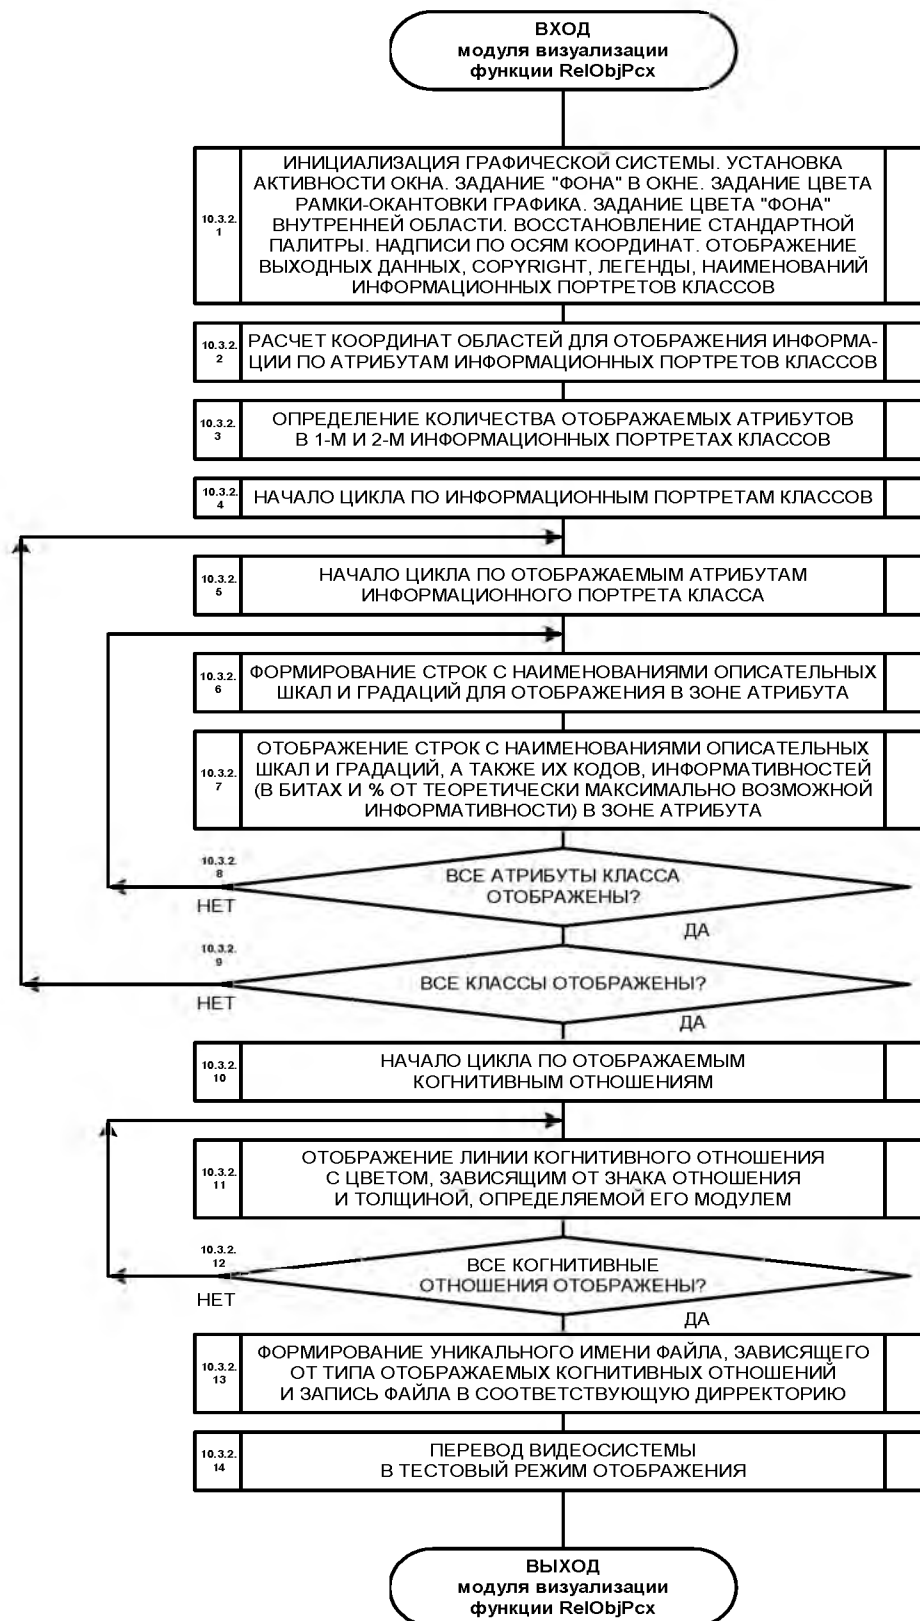 ВХОД
модуля визуализации
функции RelObjPcx
10.3.2.
1
ИНИЦИАЛИЗАЦИЯ ГРАФИЧЕСКОЙ СИСТЕМЫ. УСТАНОВКА
АКТИВНОСТИ ОКНА. ЗАДАНИЕ "ФОНА" В ОКНЕ. ЗАДАНИЕ ЦВЕТА
РАМКИ-ОКАНТОВКИ ГРАФИКА. ЗАДАНИЕ ЦВЕТА "ФОНА"
ВНУТРЕННЕЙ ОБЛАСТИ. ВОССТАНОВЛЕНИЕ СТАНДАРТНОЙ
ПАЛИТРЫ. НАДПИСИ ПО ОСЯМ КООРДИНАТ. ОТОБРАЖЕНИЕ
ВЫХОДНЫХ ДАННЫХ, COPYRIGHT, ЛЕГЕНДЫ, НАИМЕНОВАНИЙ
ИНФОРМАЦИОННЫХ ПОРТРЕТОВ КЛАССОВ
10.3.2.
2
РАСЧЕТ КООРДИНАТ ОБЛАСТЕЙ ДЛЯ ОТОБРАЖЕНИЯ ИНФОРМА-
ЦИИ ПО АТРИБУТАМ ИНФОРМАЦИОННЫХ ПОРТРЕТОВ КЛАССОВ
10.3.2.
3
ОПРЕДЕЛЕНИЕ КОЛИЧЕСТВА ОТОБРАЖАЕМЫХ АТРИБУТОВ
В 1-М И 2-М ИНФОРМАЦИОННЫХ ПОРТРЕТАХ КЛАССОВ
10.3.2.
4
НАЧАЛО ЦИКЛА ПО ИНФОРМАЦИОННЫМ ПОРТРЕТАМ КЛАССОВ
10.3.2.
5
НАЧАЛО ЦИКЛА ПО ОТОБРАЖАЕМЫМ АТРИБУТАМ
ИНФОРМАЦИОННОГО ПОРТРЕТА КЛАССА
10.3.2.
6
ФОРМИРОВАНИЕ СТРОК С НАИМЕНОВАНИЯМИ ОПИСАТЕЛЬНЫХ
ШКАЛ И ГРАДАЦИЙ ДЛЯ ОТОБРАЖЕНИЯ В ЗОНЕ АТРИБУТА
10.3.2.
7
ОТОБРАЖЕНИЕ СТРОК С НАИМЕНОВАНИЯМИ ОПИСАТЕЛЬНЫХ
ШКАЛ И ГРАДАЦИЙ, А ТАКЖЕ ИХ КОДОВ, ИНФОРМАТИВНОСТЕЙ
(В БИТАХ И % ОТ ТЕОРЕТИЧЕСКИ МАКСИМАЛЬНО ВОЗМОЖНОЙ
ИНФОРМАТИВНОСТИ) В ЗОНЕ АТРИБУТА
10.3.2.
8
ВСЕ АТРИБУТЫ КЛАССА
ОТОБРАЖЕНЫ?
НЕТ
ДА
10.3.2.
9
ВСЕ КЛАССЫ ОТОБРАЖЕНЫ?
НЕТ
ДА
10.3.2.
10
НАЧАЛО ЦИКЛА ПО ОТОБРАЖАЕМЫМ
КОГНИТИВНЫМ ОТНОШЕНИЯМ
10.3.2.
11
ОТОБРАЖЕНИЕ ЛИНИИ КОГНИТИВНОГО ОТНОШЕНИЯ
С ЦВЕТОМ, ЗАВИСЯЩИМ ОТ ЗНАКА ОТНОШЕНИЯ
И ТОЛЩИНОЙ, ОПРЕДЕЛЯЕМОЙ ЕГО МОДУЛЕМ
10.3.2.
12
ВСЕ КОГНИТИВНЫЕ
ОТНОШЕНИЯ ОТОБРАЖЕНЫ?
НЕТ
ДА
10.3.2.
13
ФОРМИРОВАНИЕ УНИКАЛЬНОГО ИМЕНИ ФАЙЛА, ЗАВИСЯЩЕГО
ОТ ТИПА ОТОБРАЖАЕМЫХ КОГНИТИВНЫХ ОТНОШЕНИЙ
И ЗАПИСЬ ФАЙЛА В СООТВЕТСТВУЮЩУЮ ДИРРЕКТОРИЮ
10.3.2.
14
ПЕРЕВОД ВИДЕОСИСТЕМЫ
В ТЕСТОВЫЙ РЕЖИМ ОТОБРАЖЕНИЯ
ВЫХОД
модуля визуализации
функции RelObjPcx